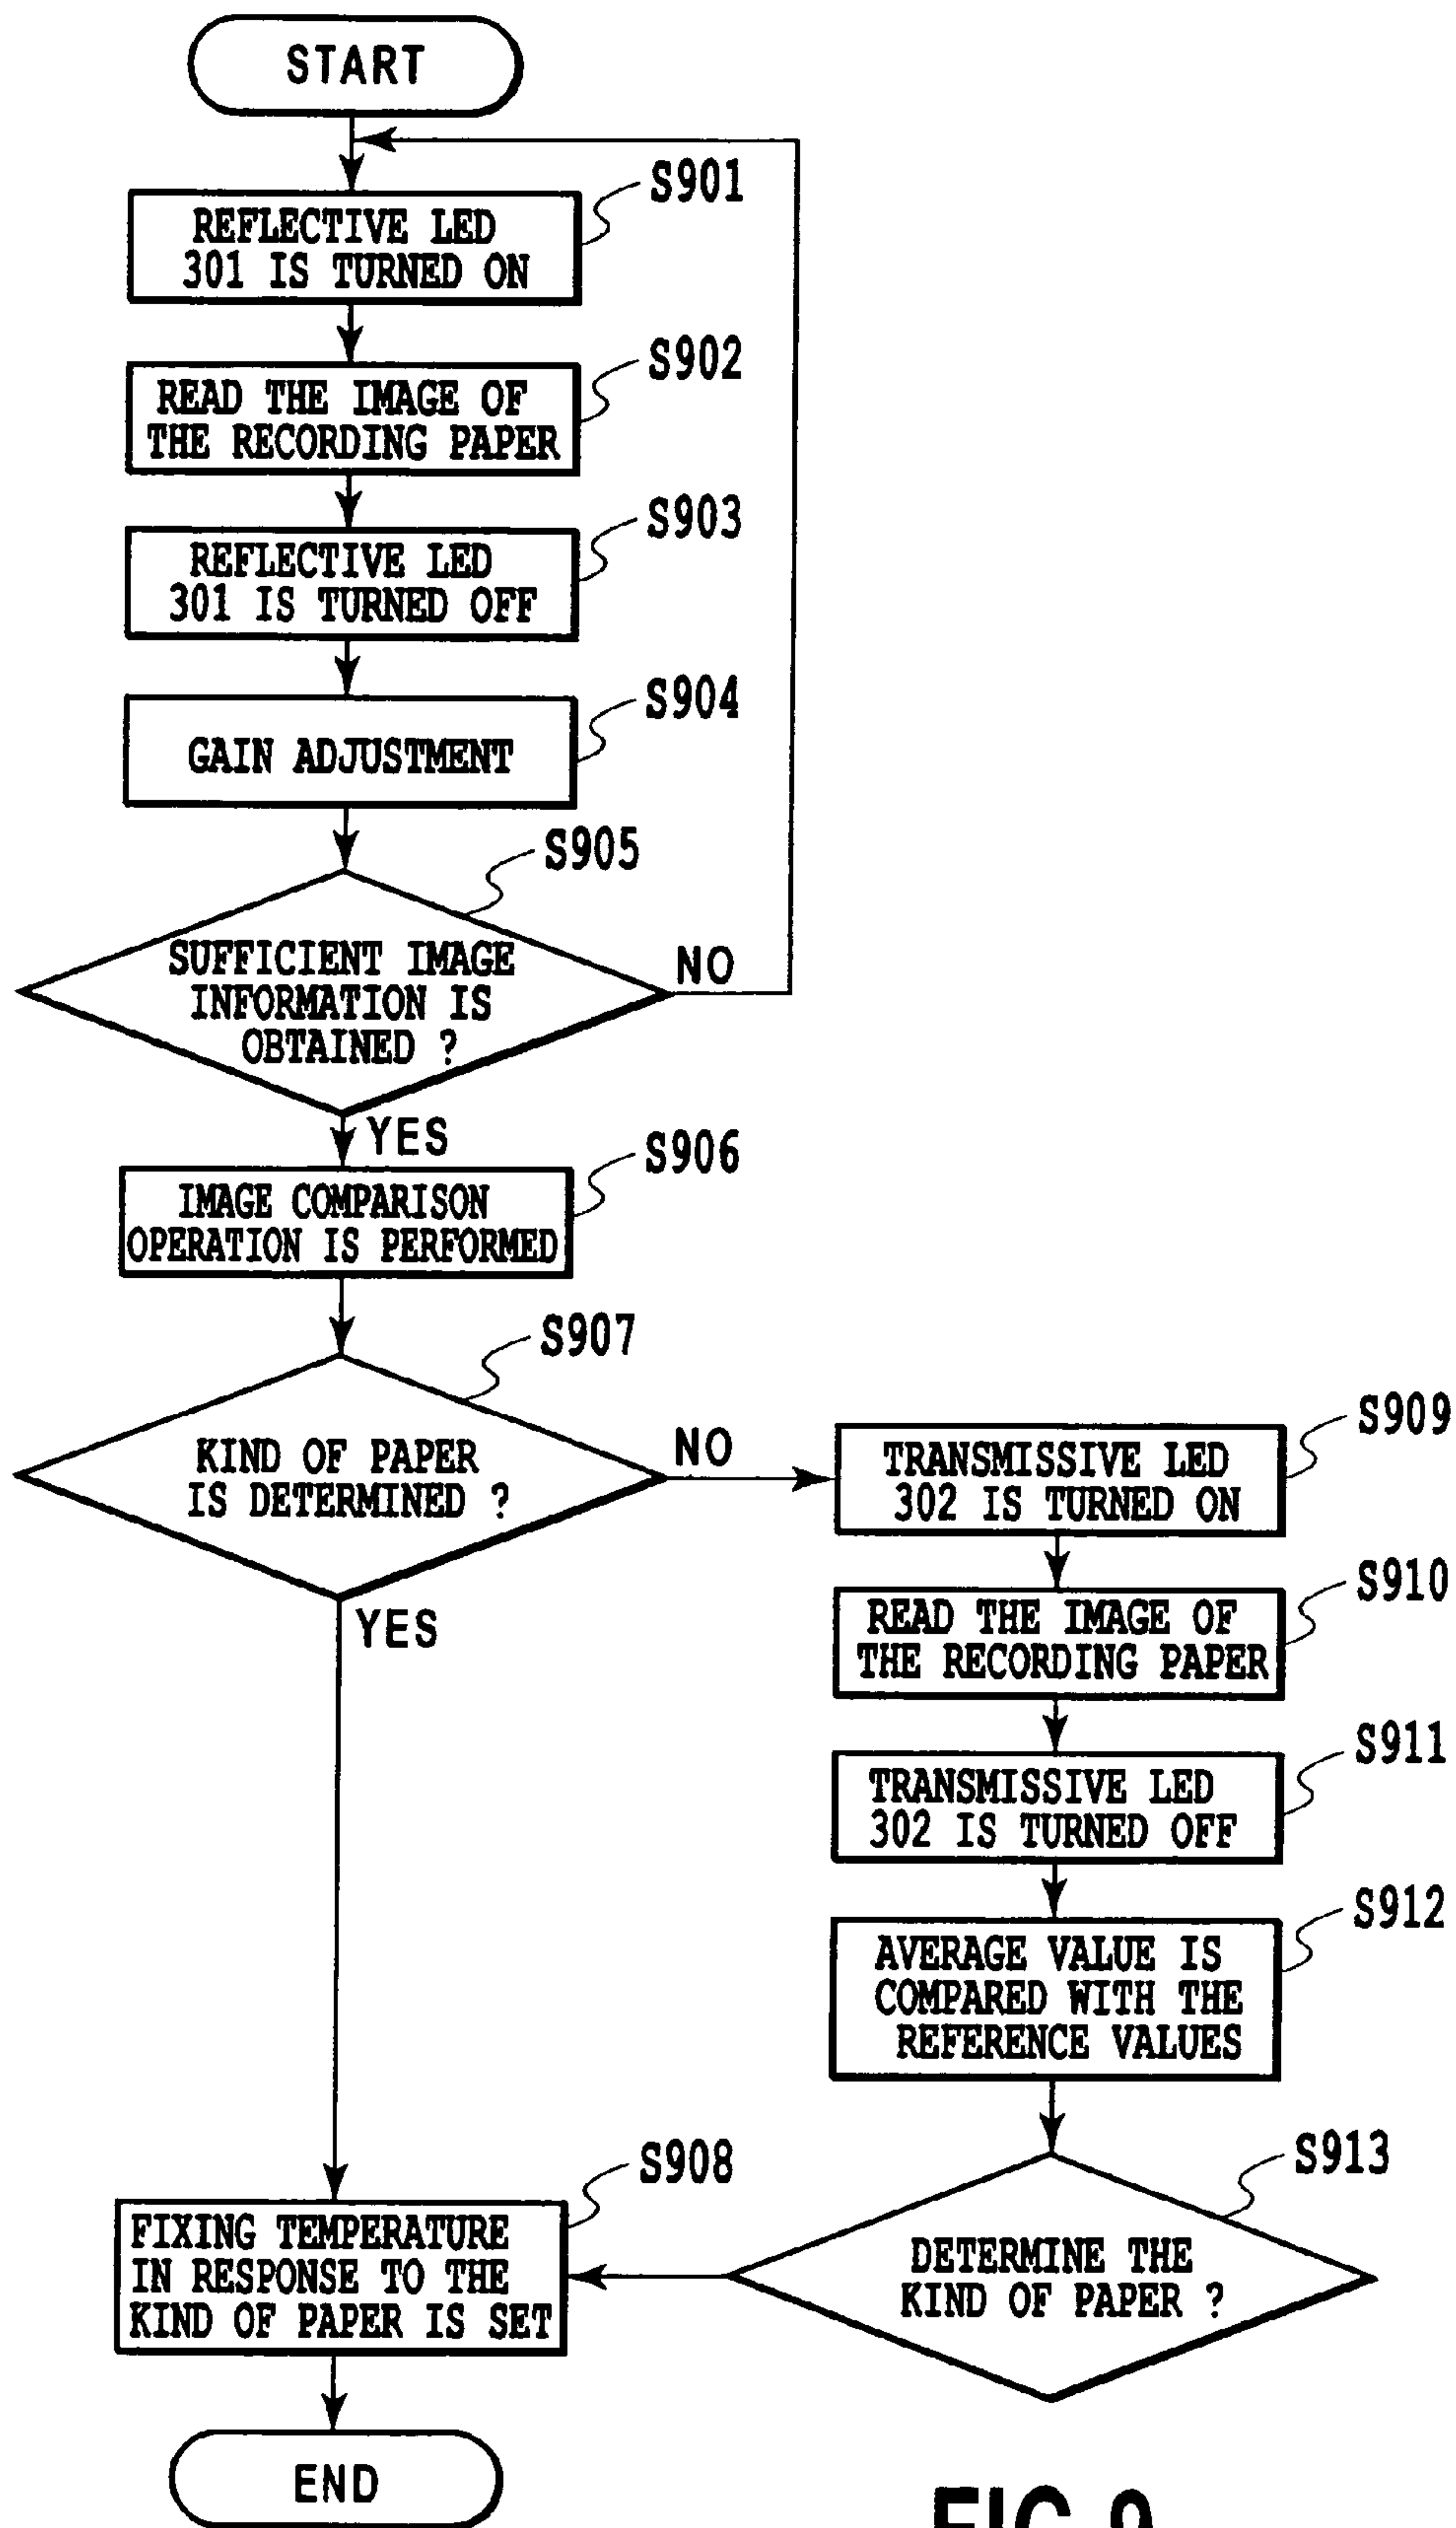 START
S901
REFLECTIVE LED
301 IS TURNED ON
S902
READ THE IMAGE OF
THE RECORDING PAPER
S903
REFLECTIVE LED
301 IS TURNED OFF
S904
GAIN ADJUSTMENT
S905
SUFFICIENT IMAGE
INFORMATION IS
OBTAINED ?
NO
YES
S906
IMAGE COMPARISON
OPERATION IS PERFORMED
S907
KIND OF PAPER
IS DETERMINED ?
NO
YES
S909
TRANSMISSIVE LED
302 IS TURNED ON
S910
READ THE IMAGE OF
THE RECORDING PAPER
S911
TRANSMISSIVE LED
302 IS TURNED OFF
S912
AVERAGE VALUE IS
COMPARED WITH THE
REFERENCE VALUES
S913
DETERMINE THE
KIND OF PAPER ?
S908
FIXING TEMPERATURE
IN RESPONSE TO THE
KIND OF PAPER IS SET
END
FIG.9